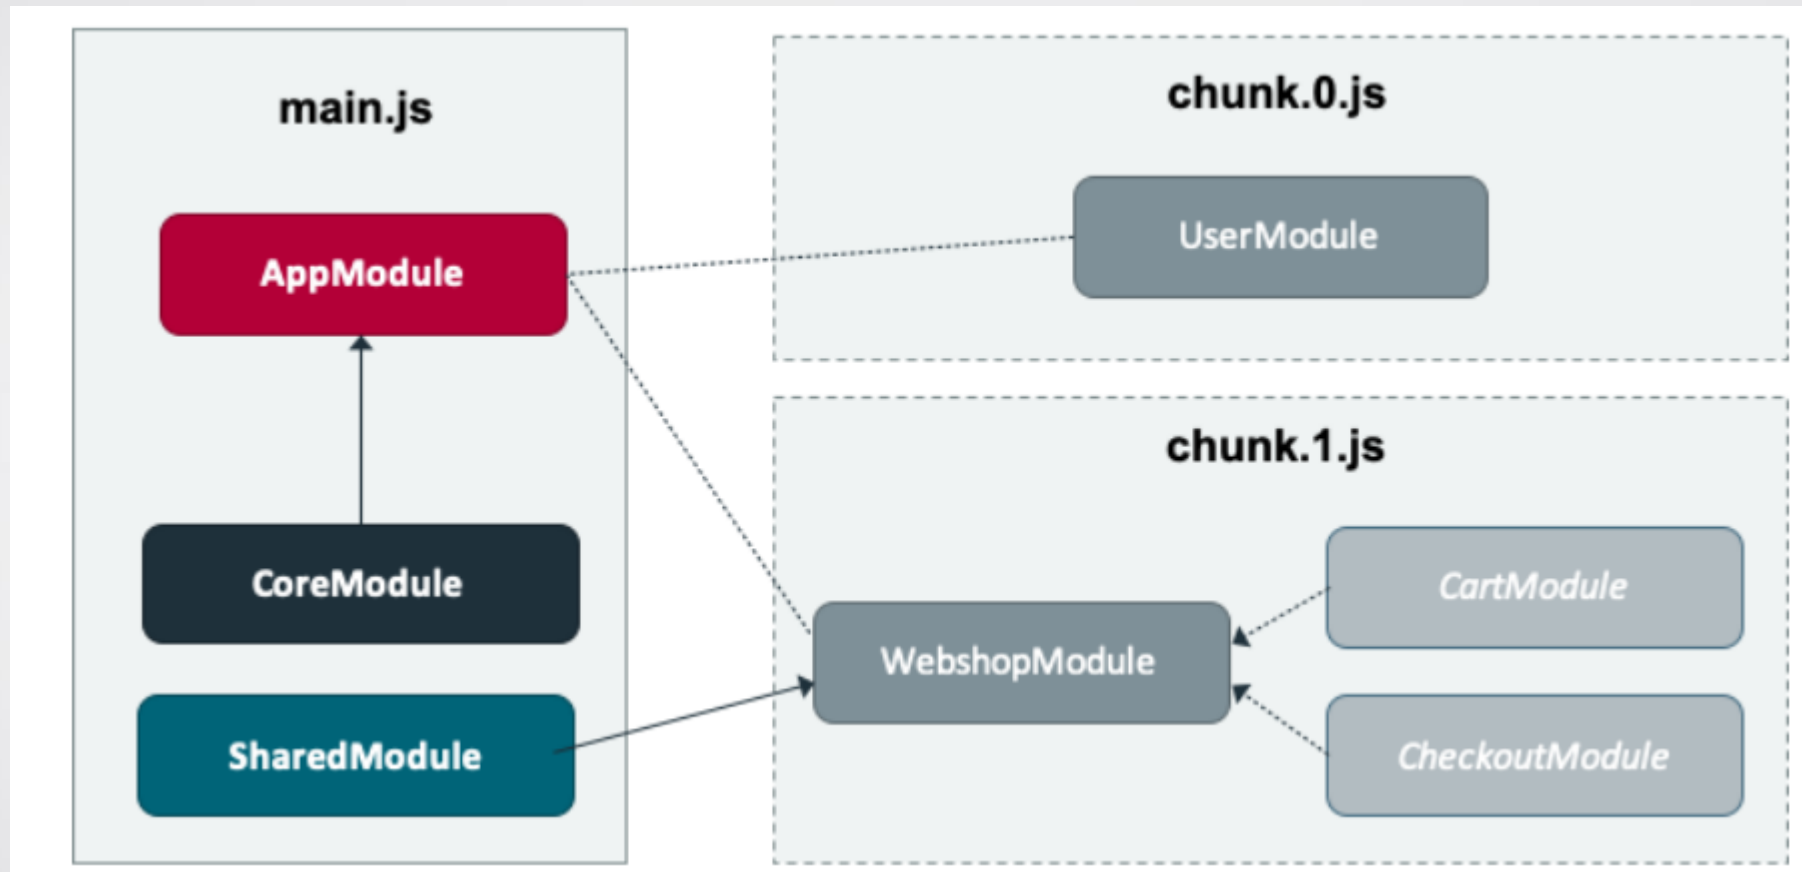 main.js
AppModule
CoreModule
SharedModule
chunk.0.js
UserModule
chunk.1.js
WebshopModule
CartModule
CheckoutModule